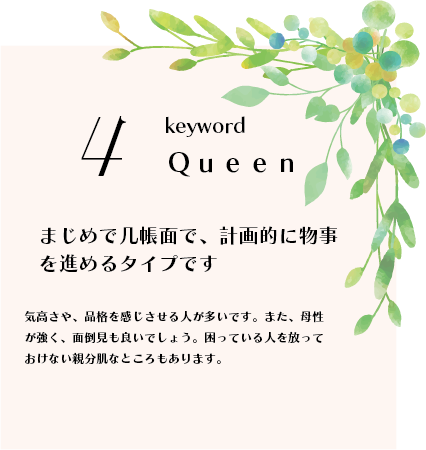 4
keyword
Queen
まじめで几帳面で、計画的に物事
を進めるタイプです
気高さや、品格を感じさせる人が多いです。また、母性
が強く、面倒見も良いでしょう。困っている人を放って
おけない親分肌なところもあります。